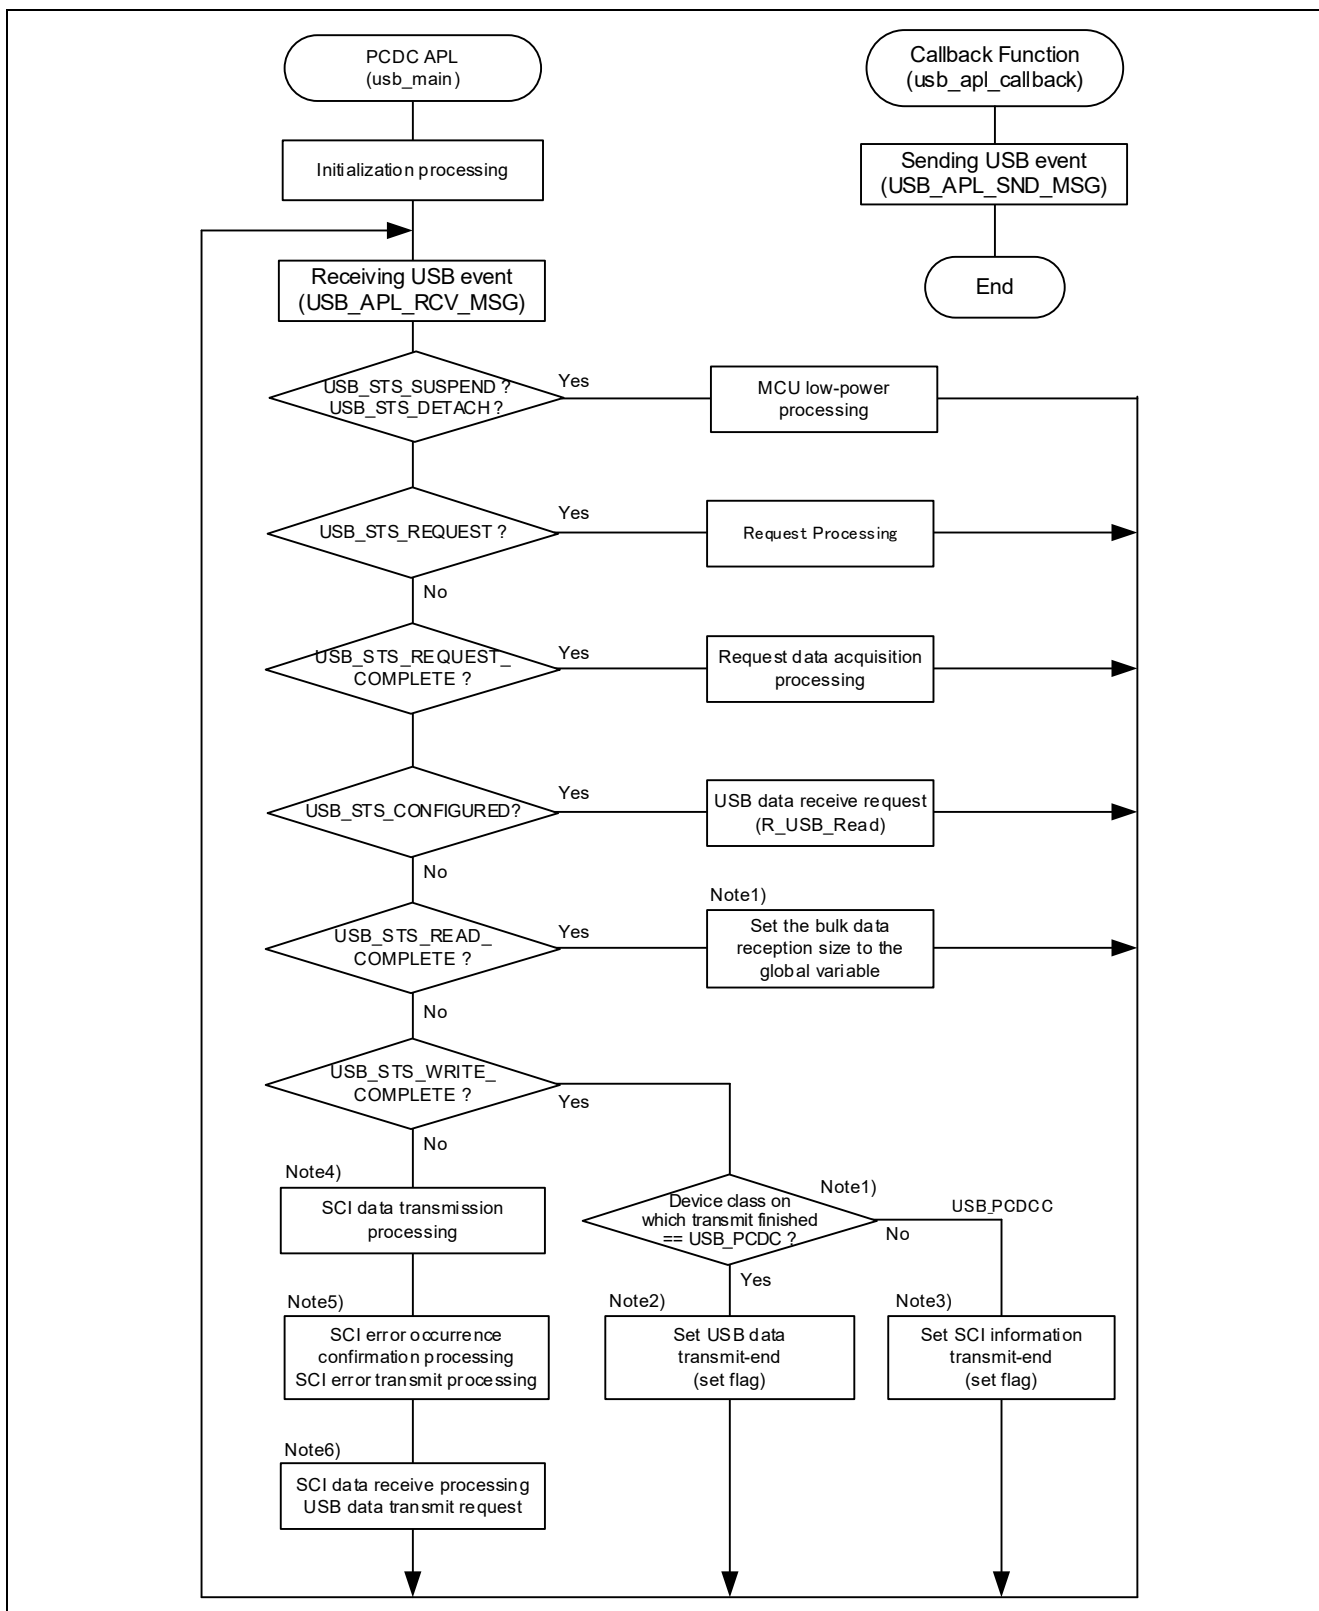 PCDC APL
(usb_main)
Callback Function
(usb_apl_callback)
Initialization processing
Sending USB event
(USB_APL_SND_MSG)
Receiving USB event
(USB_APL_RCV_MSG)
End
USB_STS_SUSPEND ?
USB_STS_DETACH ?
Yes
MCU low-power
processing
USB_STS_REQUEST ?
Yes
Request Processing
No
USB_STS_REQUEST_
COMPLETE ?
Yes
Request data acquisition
processing
USB_STS_CONFIGURED?
Yes
USB data receive request
(R_USB_Read)
No
Note1)
USB_STS_READ_
COMPLETE ?
Yes
Set the bulk data
reception size to the
global variable
No
USB_STS_WRITE_
COMPLETE ?
Yes
No
Note4)
SCI data transmission
processing
Note1)
Device class on
which transmit finished
== USB_PCDC ?
USB_PCDCC
No
Yes
Note5)
SCI error occurrence
confirmation processing
SCI error transmit processing
Note2)
Set USB data
transmit-end
(set flag)
Note3)
Set SCI information
transmit-end
(set flag)
Note6)
SCI data receive processing
USB data transmit request